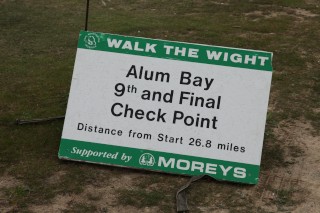 WALK THE WIGHT
Alum Bay
9th and Final
Check Point
Distance from Start 26.8 miles
Supported by MOREYS